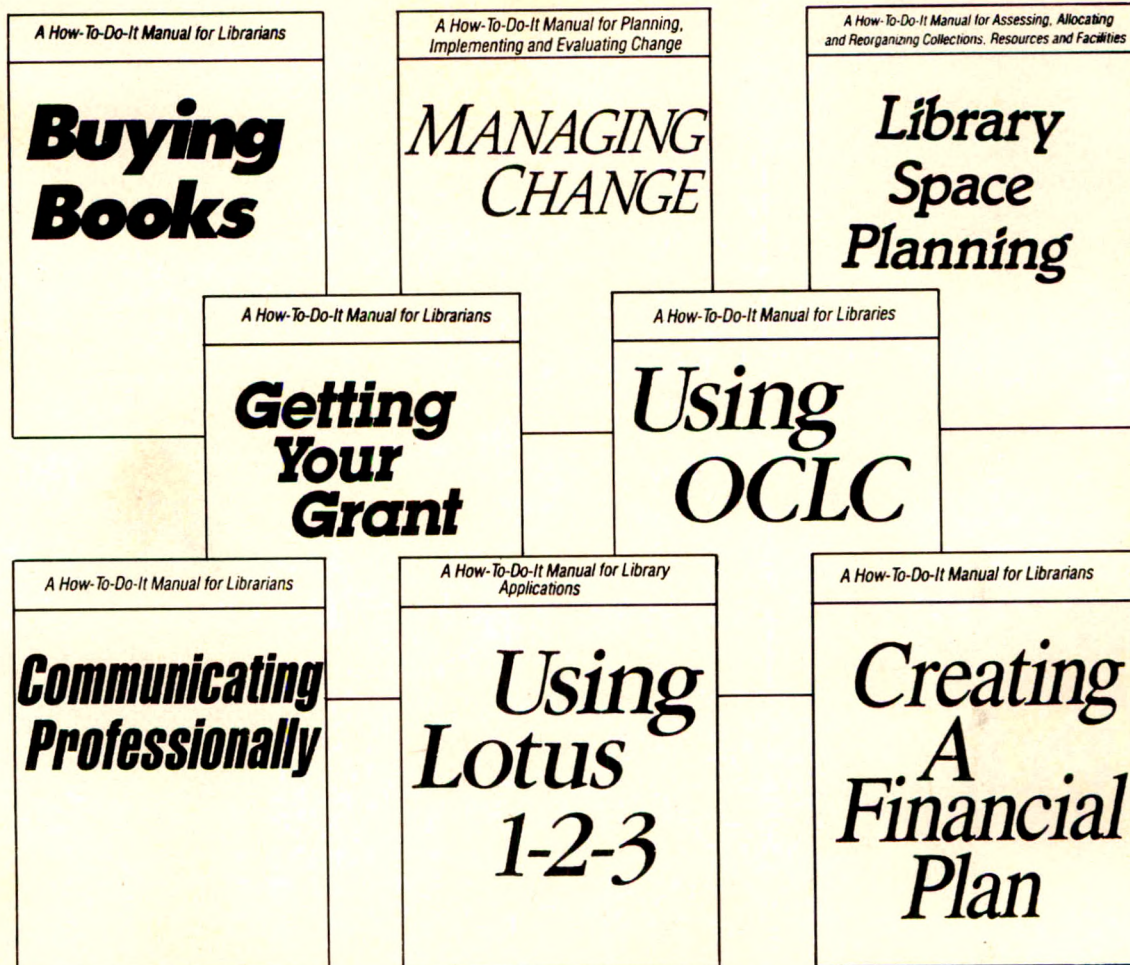 A How-To-Do-It Manual for Librarians
Buying
Books
A How-To-Do-It Manual for Planning,
Implementing and Evaluating Change
MANAGING
CHANGE
A How-To-Do-It Manual for Assessing, Allocating
and Reorganizing Collections, Resources and Facilities
Library
Space
Planning
A How-To-Do-It Manual for Librarians
Getting
Your
Grant
A How-To-Do-It Manual for Libraries
Using
OCLC
A How-To-Do-It Manual for Librarians
Communicating
Professionally
A How-To-Do-It Manual for Library
Applications
Using
Lotus
1-2-3
A How-To-Do-It Manual for Librarians
Creating
A
Financial
Plan